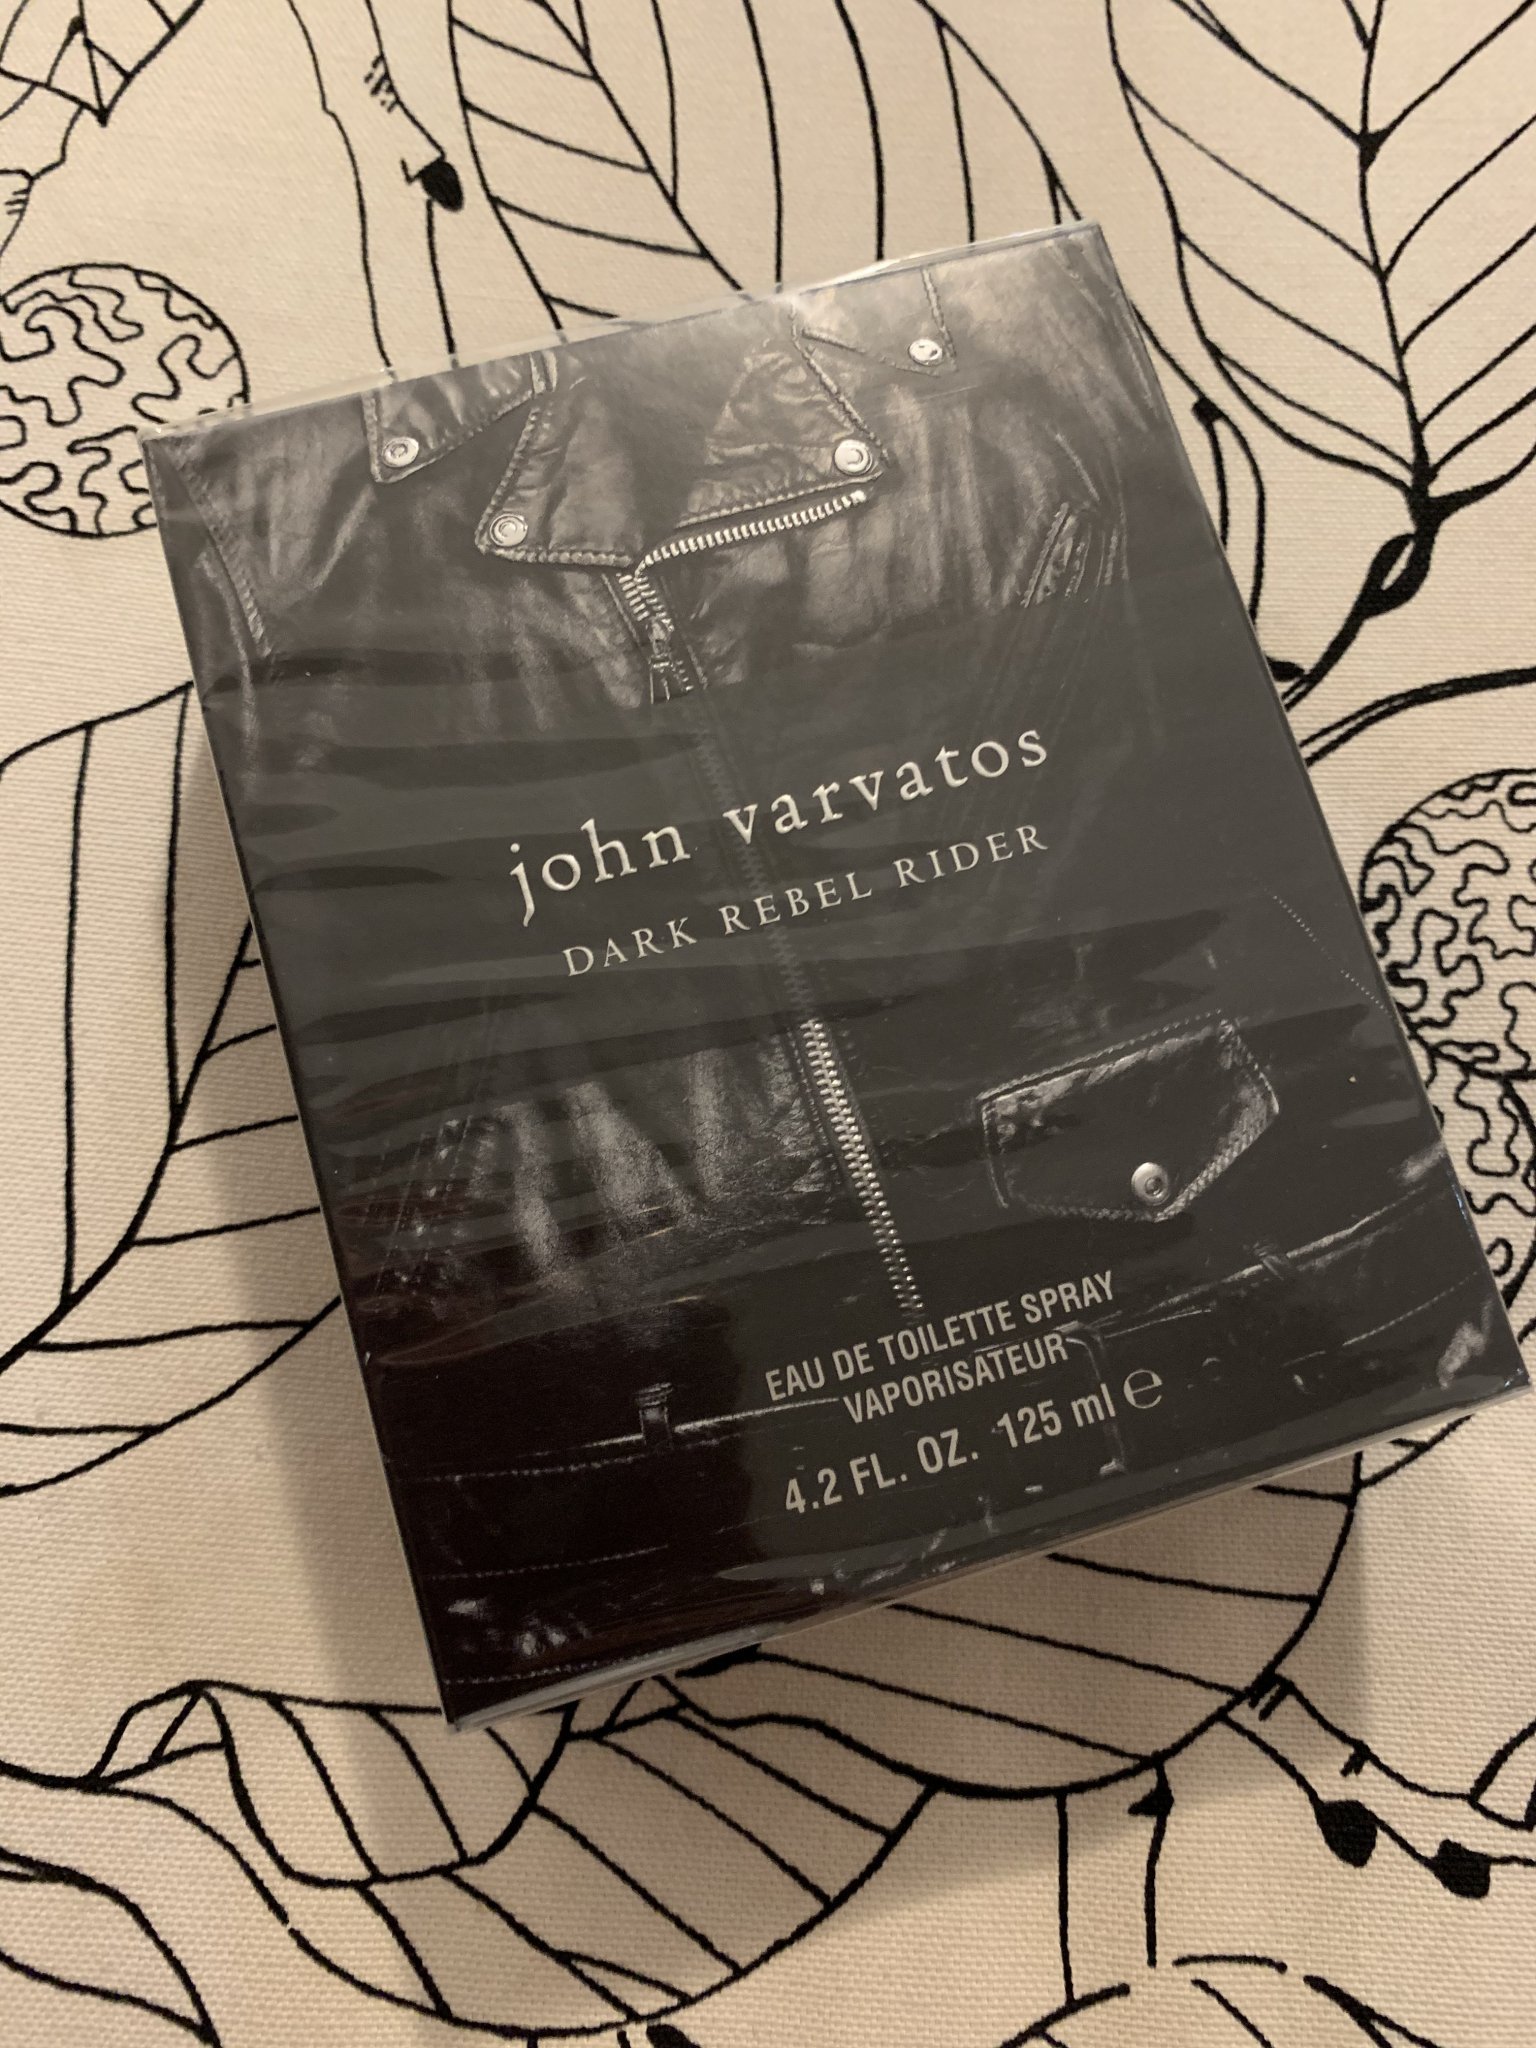 john varvatos
DARK REBEL RIDER
EAU DE TOILETTE SPRAY
VAPORISATEUR
4.2 FL. OZ. 125 ml ℮